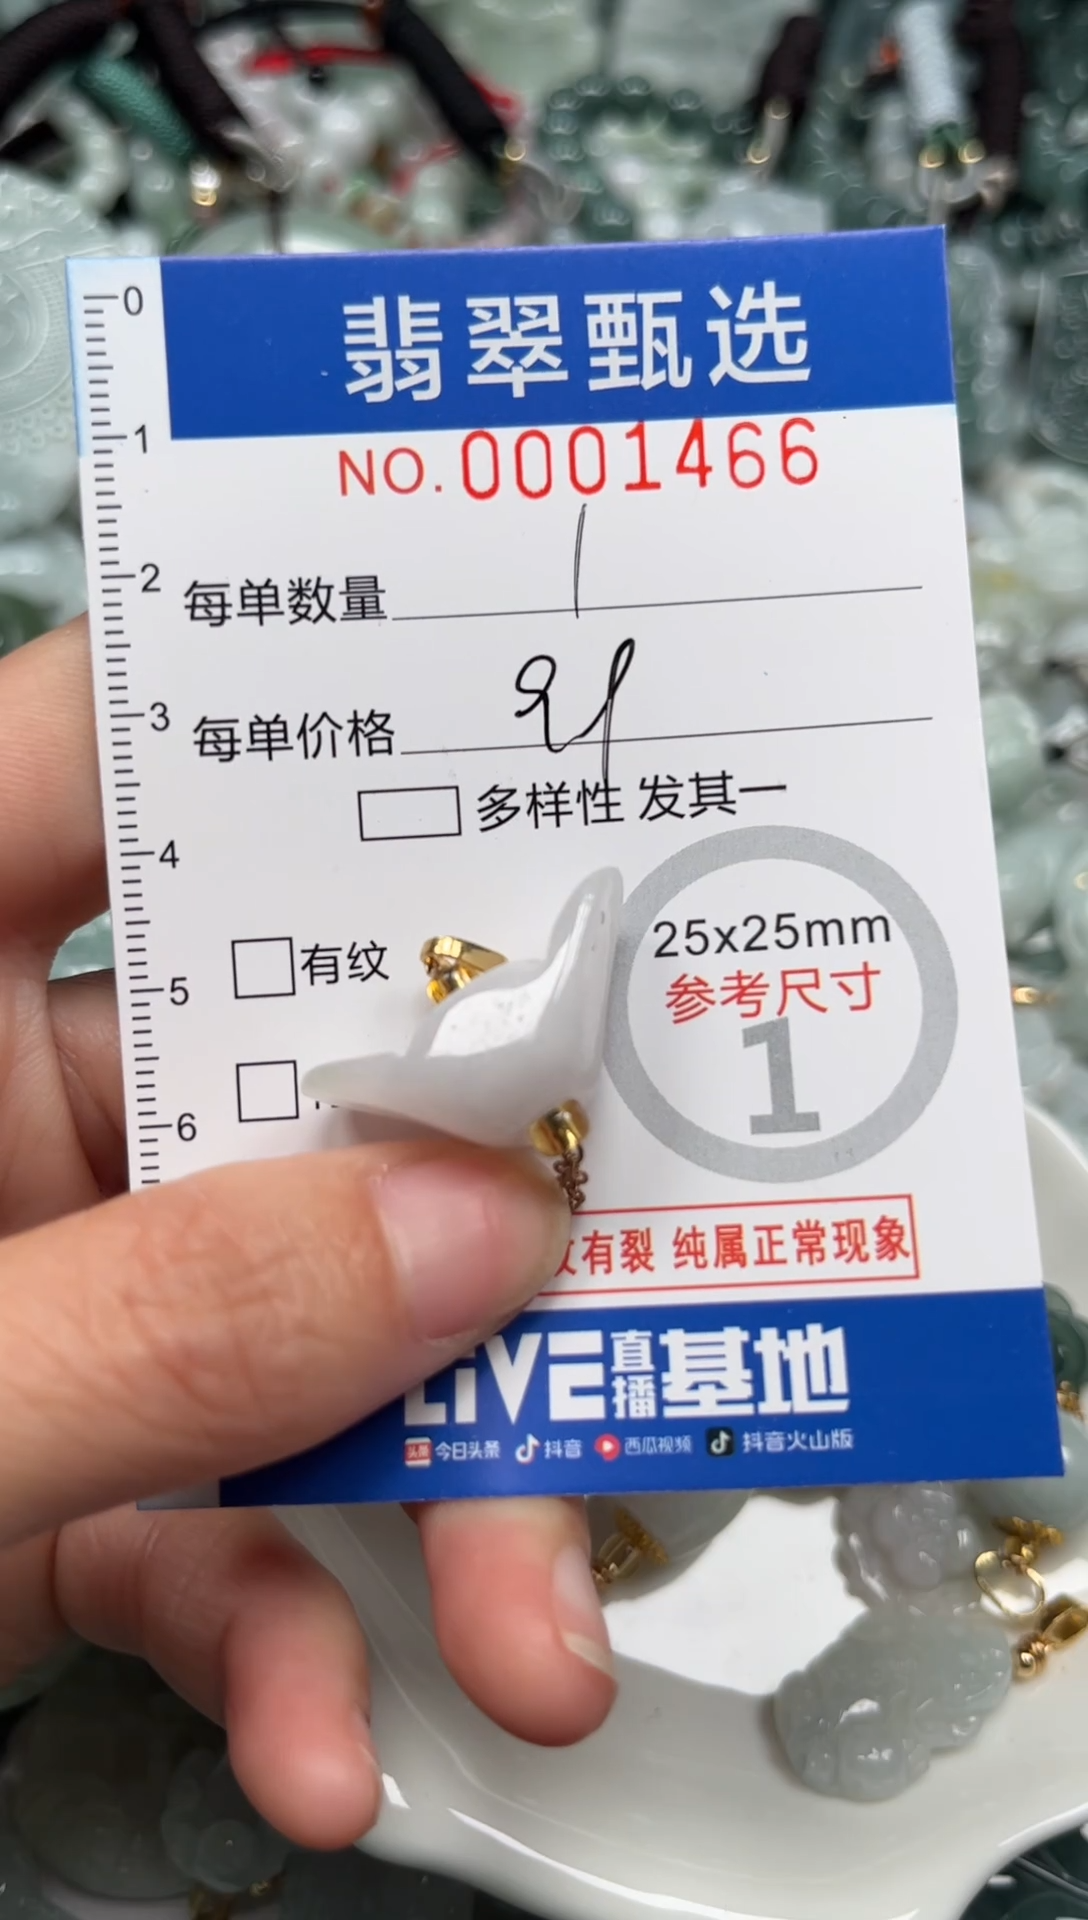 翡翠甄选
0
1
NO.0001466
2
每单数量 1
3
每单价格
多样性 发其一
4
25x25mm
有纹
5
参考尺寸
1
6
有裂 纯属正常现象
LIVE直播基地
头条 今日头条 抖音 西瓜视频 抖音火山版